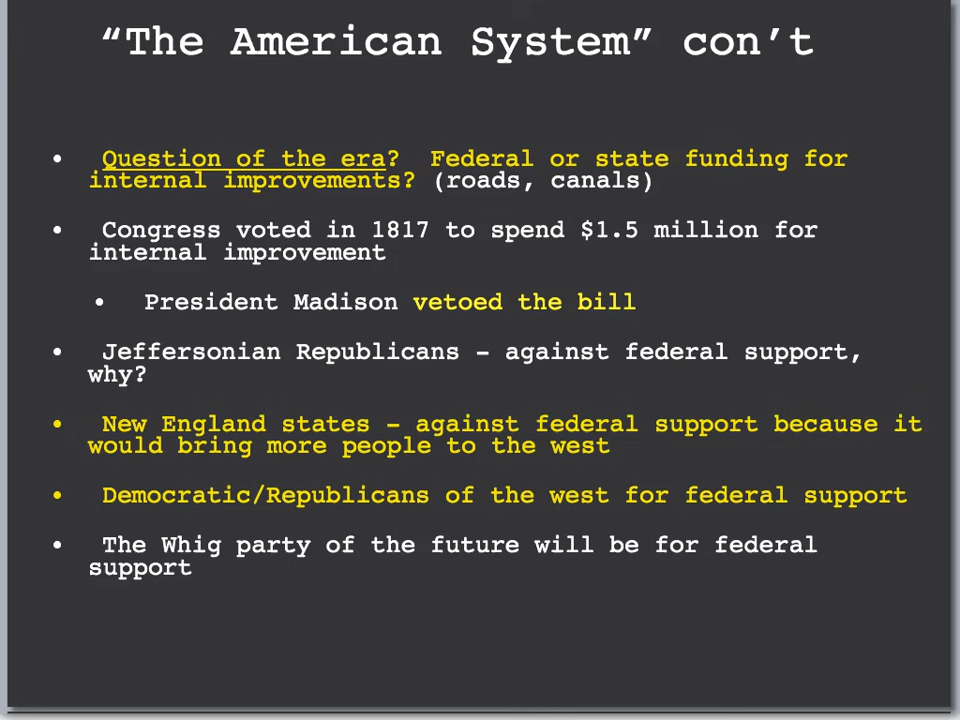 “The American System” con’t
• Question of the era? Federal or state funding for
internal improvements? (roads, canals)
• Congress voted in 1817 to spend $1.5 million for
internal improvement
• President Madison vetoed the bill
• Jeffersonian Republicans – against federal support,
why?
• New England states – against federal support because it
would bring more people to the west
• Democratic/Republicans of the west for federal support
• The Whig party of the future will be for federal
support